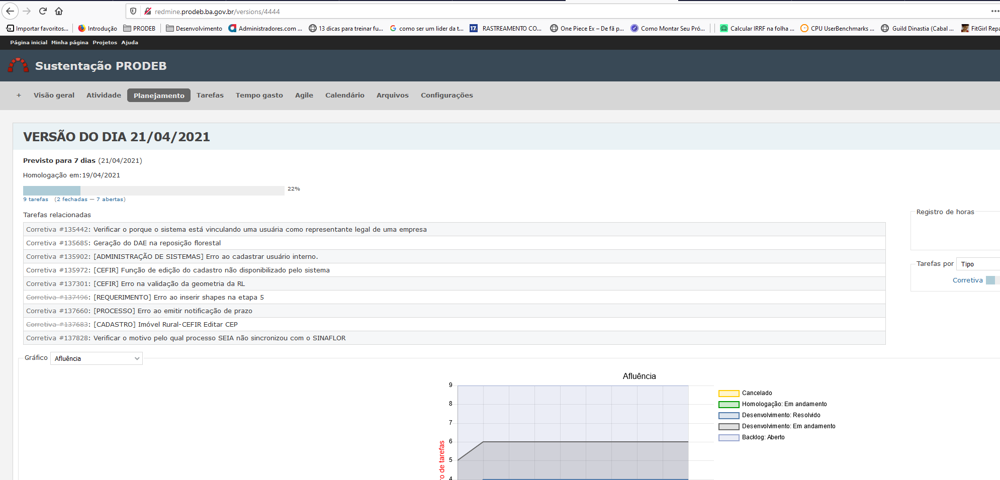 redmine.prodeb.ba.gov.br/versions/4444
Importar favoritos... Introdução PRODEB Desenvolvimento Administradores.com ... 13 dicas para treinar fu... como ser um lider da t... 17 RASTREAMENTO CO... One Piece Ex – De fã p... Como Montar Seu Pró... Calcular IRRF na folha ... CPU UserBenchmarks ... Guild Dinastia (Cabal ... FitGirl Repa
Página inicial Minha página Projetos Ajuda
Sustentação PRODEB
+ Visão geral Atividade Planejamento Tarefas Tempo gasto Agile Calendário Arquivos Configurações
VERSÃO DO DIA 21/04/2021
Previsto para 7 dias (21/04/2021)
Homologação em:19/04/2021
22%
9 tarefas (2 fechadas — 7 abertas)
Tarefas relacionadas
Corretiva #135442: Verificar o porque o sistema está vinculando uma usuária como representante legal de uma empresa
Corretiva #135685: Geração do DAE na reposição florestal
Corretiva #135902: [ADMINISTRAÇÃO DE SISTEMAS] Erro ao cadastrar usuário interno.
Corretiva #135972: [CEFIR] Função de edição do cadastro não disponibilizado pelo sistema
Corretiva #137301: [CEFIR] Erro na validação da geometria da RL
Corretiva #137496: [REQUERIMENTO] Erro ao inserir shapes na etapa 5
Corretiva #137660: [PROCESSO] Erro ao emitir notificação de prazo
Corretiva #137683: [CADASTRO] Imóvel Rural-CEFIR Editar CEP
Corretiva #137828: Verificar o motivo pelo qual processo SEIA não sincronizou com o SINAFLOR
Registro de horas
Tarefas por Tipo
Corretiva
Gráfico Afluência
Afluência
9
8
7
6
5
4
ro de tarefas
Cancelado
Homologação: Em andamento
Desenvolvimento: Resolvido
Desenvolvimento: Em andamento
Backlog: Aberto